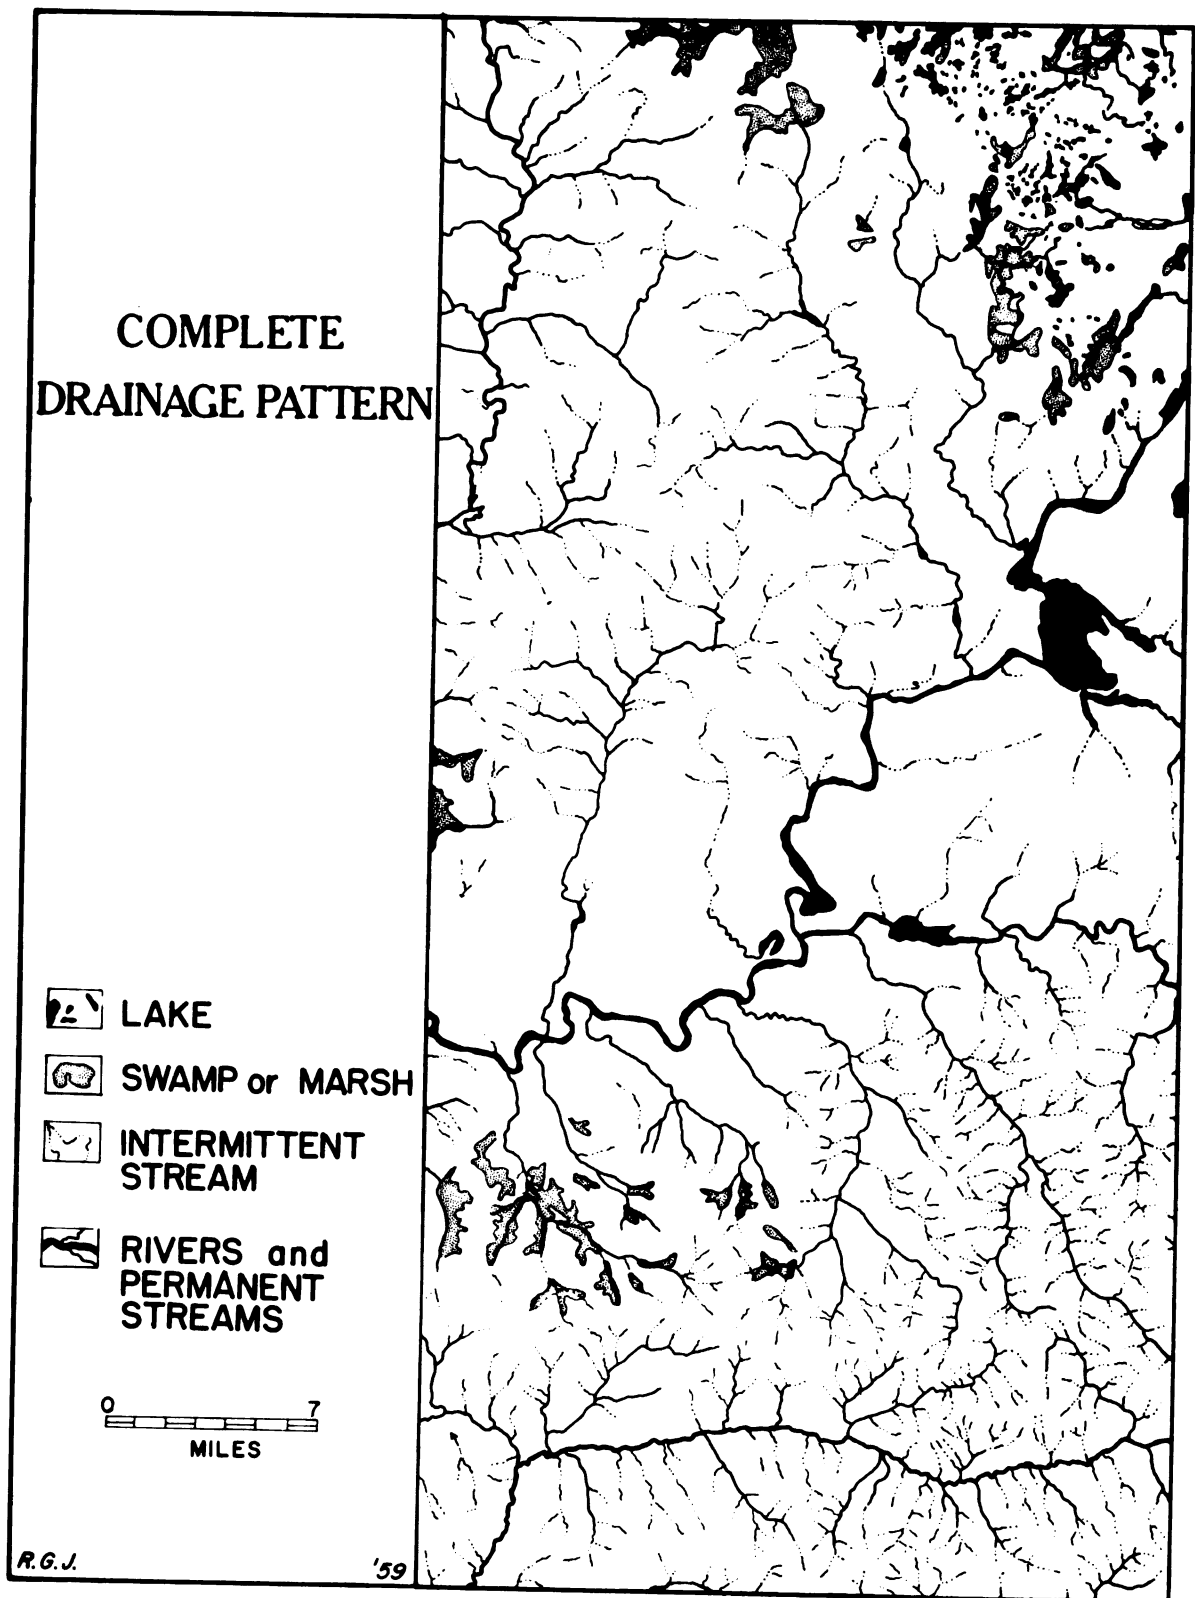 COMPLETE
DRAINAGE PATTERN
LAKE
SWAMP or MARSH
INTERMITTENT
STREAM
RIVERS and
PERMANENT
STREAMS
0 7
MILES
R.G.J. '59